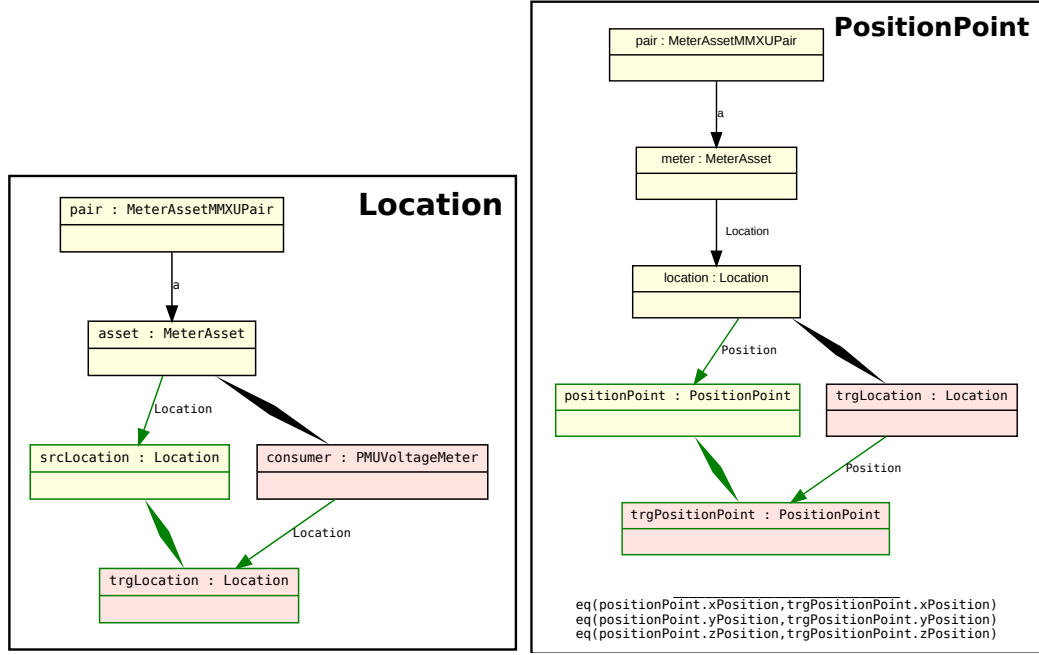 Location
pair : MeterAssetMMXUPair
a
asset : MeterAsset
Location
srcLocation : Location
consumer : PMUVoltageMeter
Location
trgLocation : Location
PositionPoint
pair : MeterAssetMMXUPair
a
meter : MeterAsset
Location
location : Location
Position
positionPoint : PositionPoint
trgLocation : Location
Position
trgPositionPoint : PositionPoint
eq(positionPoint.xPosition,trgPositionPoint.xPosition)
eq(positionPoint.yPosition,trgPositionPoint.yPosition)
eq(positionPoint.zPosition,trgPositionPoint.zPosition)